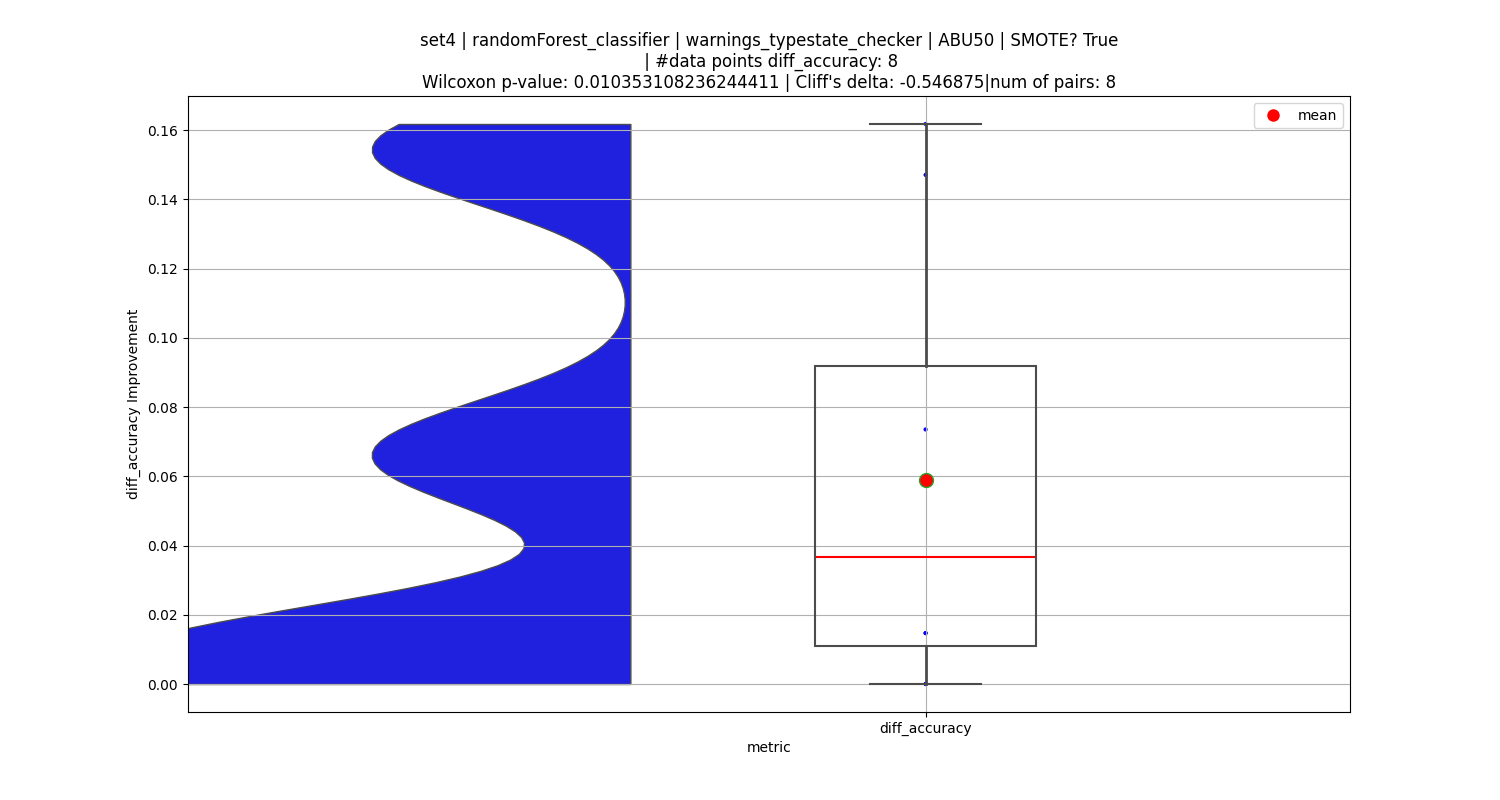 set4 | randomForest_classifier | warnings_typestate_checker | ABU50 | SMOTE? True
| #data points diff_accuracy: 8
Wilcoxon p-value: 0.010353108236244411 | Cliff's delta: -0.546875|num of pairs: 8
mean
0.16
0.14
0.12
0.10
0.08
0.06
0.04
0.02
0.00
diff_accuracy Improvement
diff_accuracy
metric